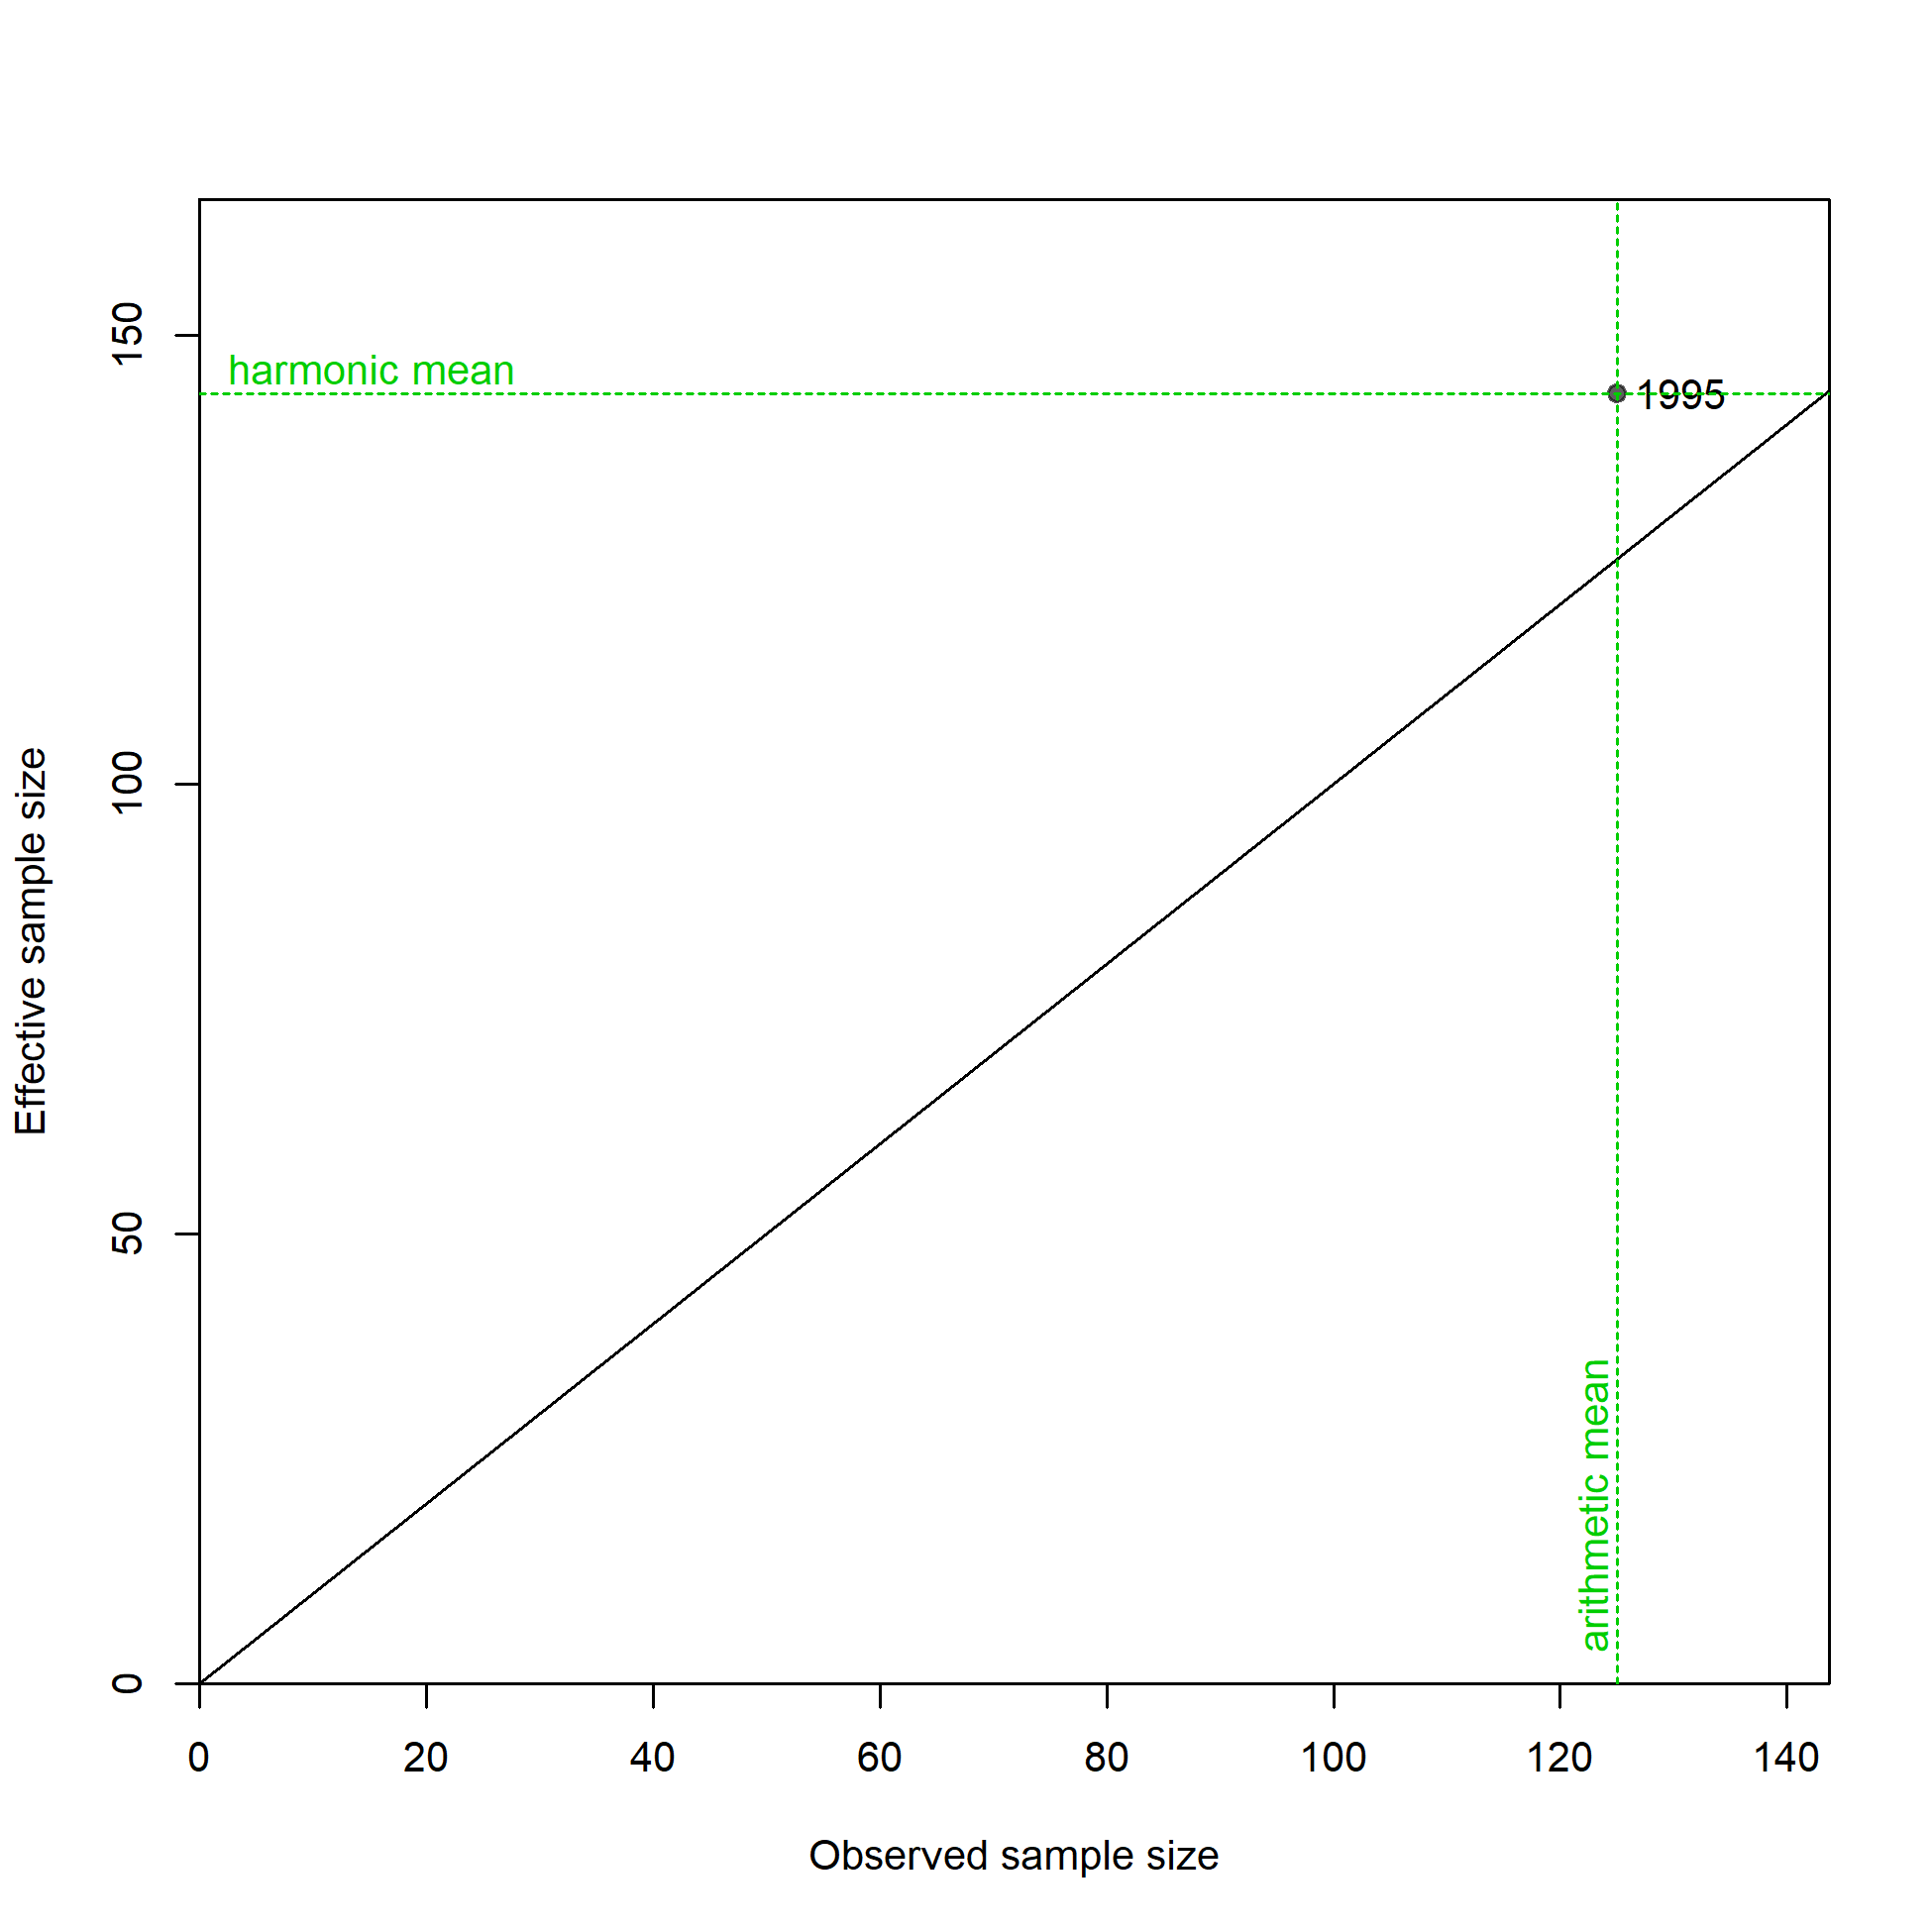 150
harmonic mean
1995
100
Effective sample size
50
arithmetic mean
0
0 20 40 60 80 100 120 140
Observed sample size